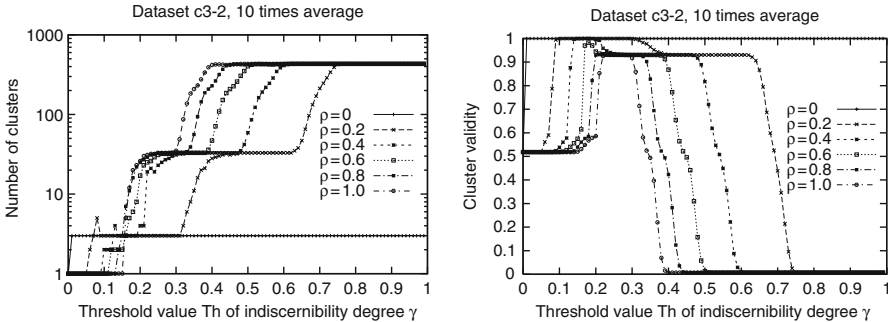 Dataset c3-2, 10 times average
Number of clusters
1000
100
10
1
ρ=0
ρ=0.2
ρ=0.4
ρ=0.6
ρ=0.8
ρ=1.0
0 0.1 0.2 0.3 0.4 0.5 0.6 0.7 0.8 0.9 1
Threshold value Th of indiscernibility degree γ
Dataset c3-2, 10 times average
Cluster validity
1
0.9
0.8
0.7
0.6
0.5
0.4
0.3
0.2
0.1
0
ρ=0
ρ=0.2
ρ=0.4
ρ=0.6
ρ=0.8
ρ=1.0
0 0.1 0.2 0.3 0.4 0.5 0.6 0.7 0.8 0.9 1
Threshold value Th of indiscernibility degree γ